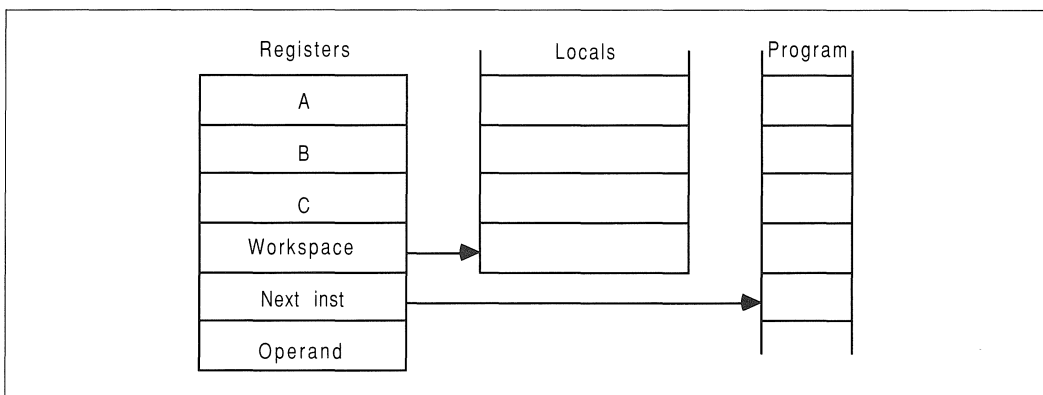 Registers
Locals
Program
A
B
C
Workspace
Next inst
Operand